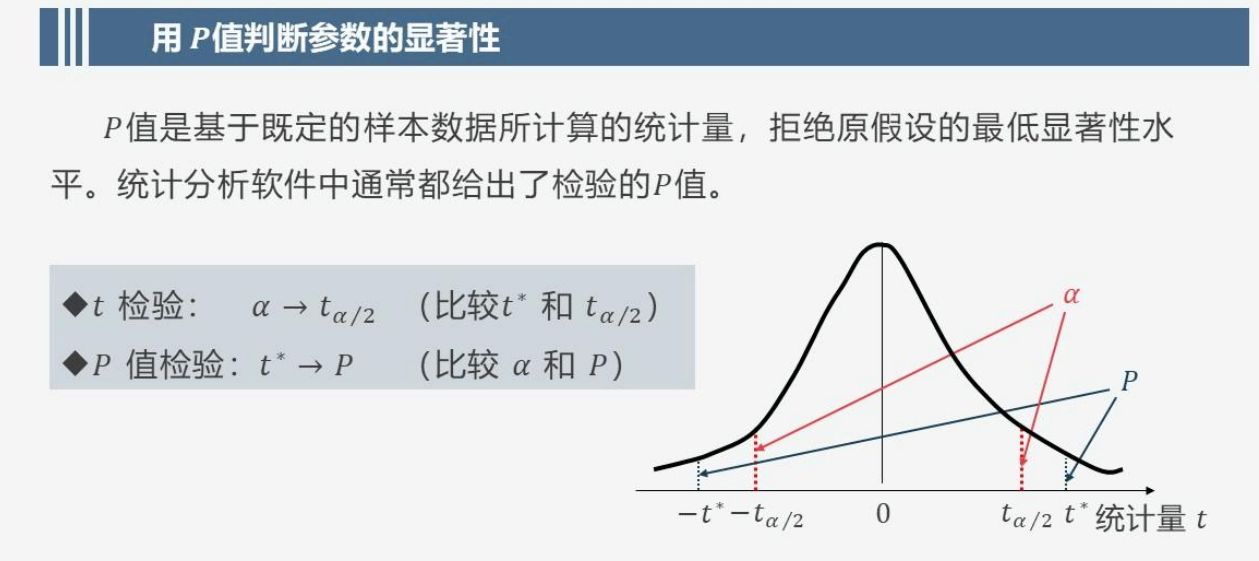 用 P值判断参数的显著性
P值是基于既定的样本数据所计算的统计量，拒绝原假设的最低显著性水
平。统计分析软件中通常都给出了检验的P值。
◆t 检验： α → t_{α/2} （比较t* 和 t_{α/2}）
◆P 值检验：t* → P （比较 α 和 P）
α
P
−t* −t_{α/2} 0 t_{α/2} t* 统计量 t